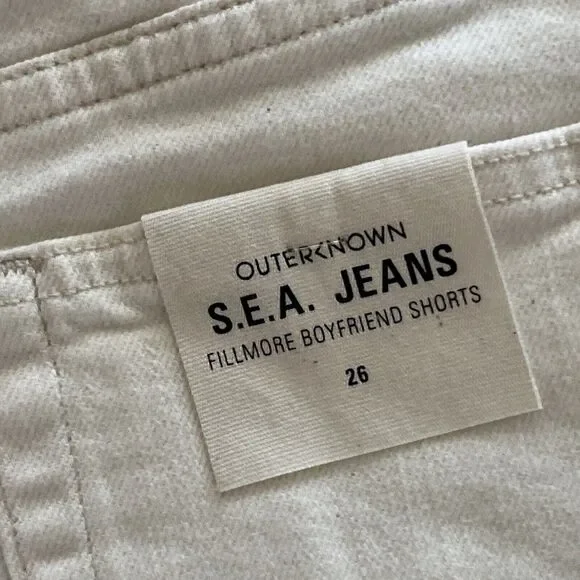 OUTERKNOWN
S.E.A. JEANS
FILLMORE BOYFRIEND SHORTS
26